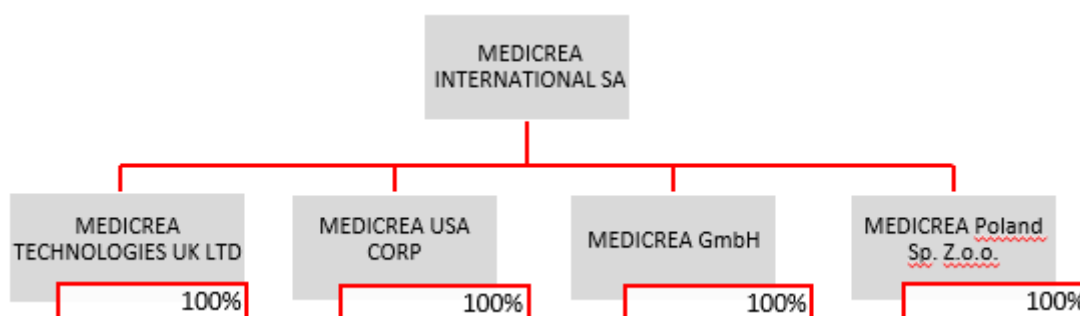 MEDICREA
INTERNATIONAL SA
MEDICREA
TECHNOLOGIES UK LTD
MEDICREA USA
CORP
MEDICREA GmbH
MEDICREA Poland
Sp. Z.o.o.
100%
100%
100%
100%